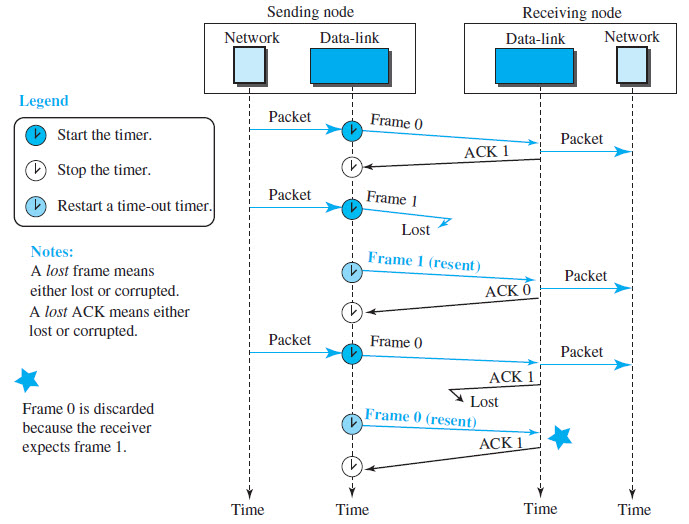 Sending node
Receiving node
Network
Data-link
Data-link
Network
Legend
Start the timer.
Stop the timer.
Restart a time-out timer.
Notes:
A lost frame means
either lost or corrupted.
A lost ACK means either
lost or corrupted.
Frame 0 is discarded
because the receiver
expects frame 1.
Packet
Frame 0
Packet
ACK 1
Packet
Frame 1
Lost
Frame 1 (resent)
Packet
ACK 0
Packet
Frame 0
Packet
ACK 1
Lost
Frame 0 (resent)
ACK 1
Time
Time
Time
Time